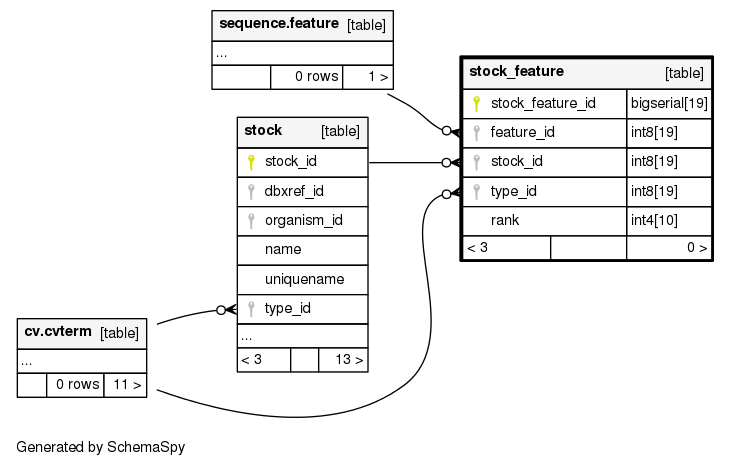 sequence.feature [table]
...
0 rows 1 >
stock_feature [table]
stock_feature_id bigserial[19]
feature_id int8[19]
stock_id int8[19]
type_id int8[19]
rank int4[10]
< 3 0 >
stock [table]
stock_id
dbxref_id
organism_id
name
uniquename
type_id
...
< 3 13 >
cv.cvterm [table]
...
0 rows 11 >
Generated by SchemaSpy